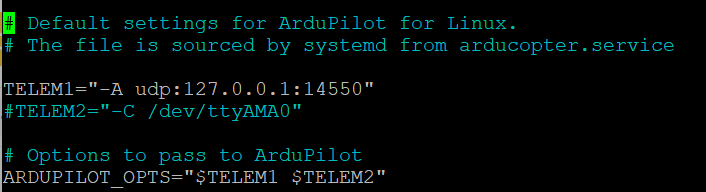 # Default settings for ArduPilot for Linux.
# The file is sourced by systemd from arducopter.service
TELEM1="-A udp:127.0.0.1:14550"
#TELEM2="-C /dev/ttyAMA0"
# Options to pass to ArduPilot
ARDUPILOT_OPTS="$TELEM1 $TELEM2"